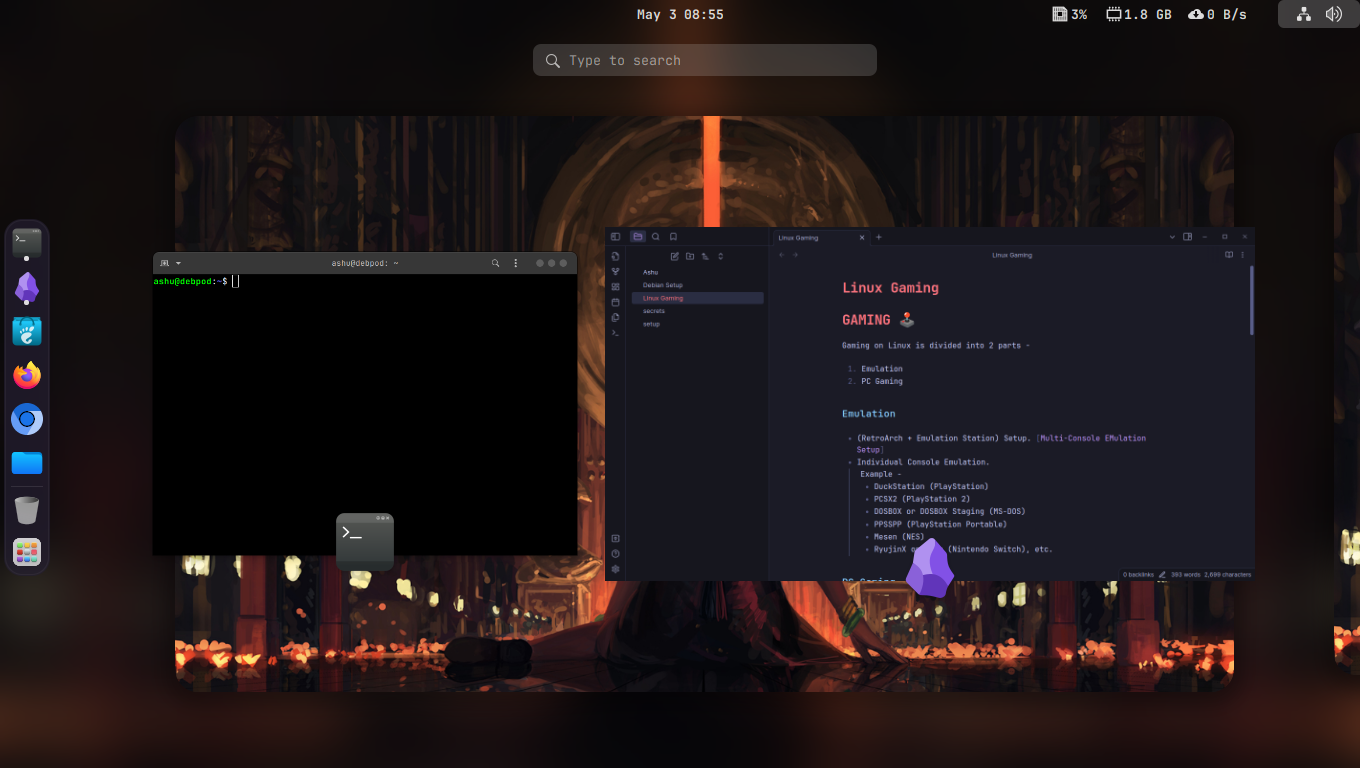 May 3 08:55
3% 1.8 GB 0 B/s
Type to search
ashu@debpod: ~
ashu@debpod:~$
Linux Gaming
Linux Gaming
Ashu
Debian Setup
Linux Gaming
secrets
setup
Linux Gaming
GAMING
Gaming on Linux is divided into 2 parts -
1. Emulation
2. PC Gaming
Emulation
(RetroArch + Emulation Station) Setup. [Multi-Console EMulation
Setup]
Individual Console Emulation.
Example -
DuckStation (PlayStation)
PCSX2 (PlayStation 2)
DOSBOX or DOSBOX Staging (MS-DOS)
PPSSPP (PlayStation Portable)
Mesen (NES)
RyujinX (Nintendo Switch), etc.
0 backlinks 393 words 2,699 characters